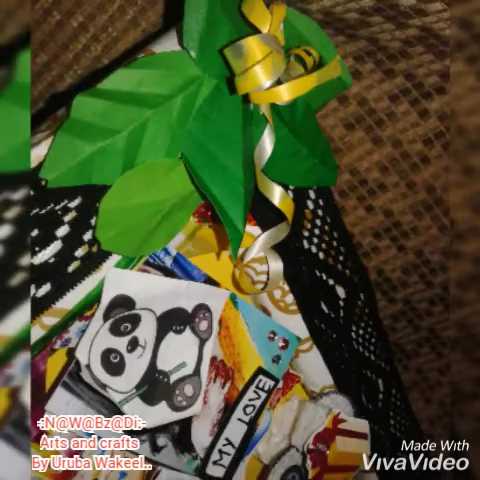 MY LOVE
-:N@W@Bz@Di:-
Arts and crafts
By Uruba Wakeel...
Made With
VivaVideo